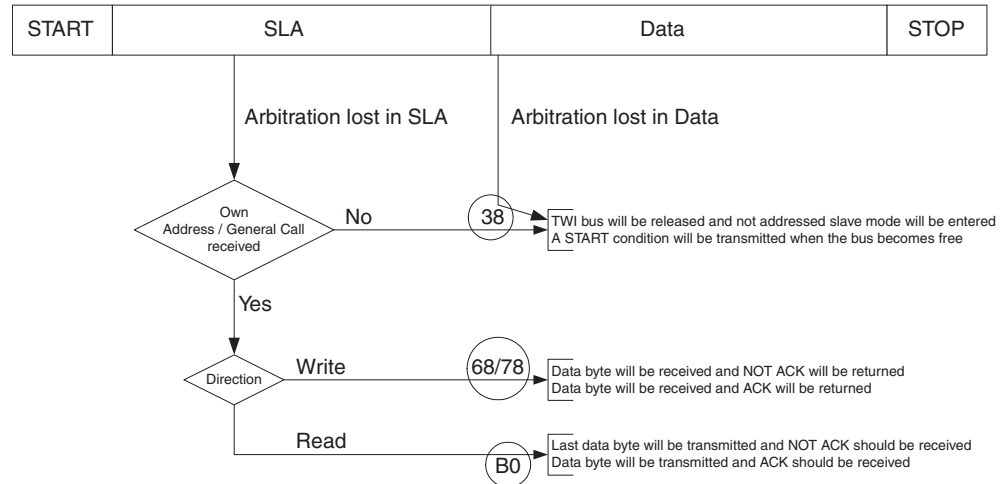 START
SLA
Data
STOP
Arbitration lost in SLA
Arbitration lost in Data
Own
Address / General Call
received
No
38
TWI bus will be released and not addressed slave mode will be entered
A START condition will be transmitted when the bus becomes free
Yes
Direction
Write
68/78
Data byte will be received and NOT ACK will be returned
Data byte will be received and ACK will be returned
Read
B0
Last data byte will be transmitted and NOT ACK should be received
Data byte will be transmitted and ACK should be received